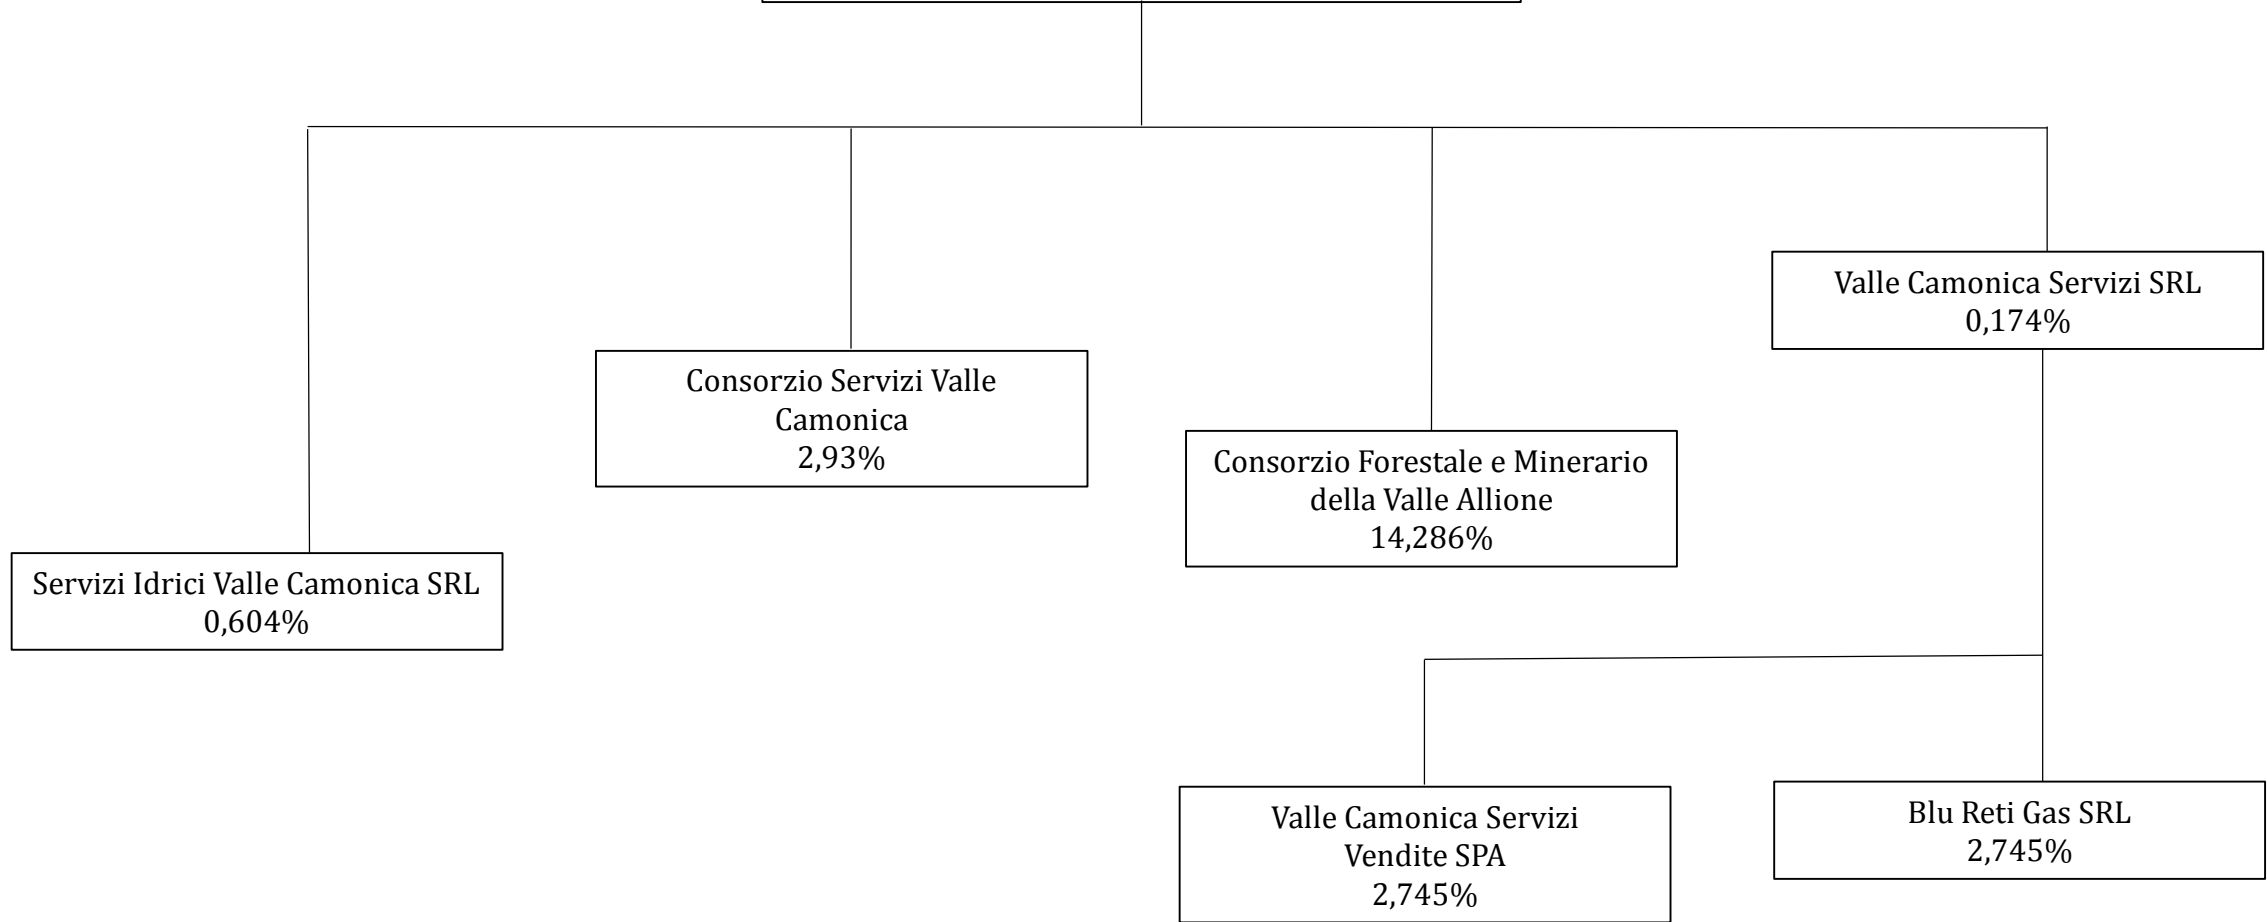 Valle Camonica Servizi SRL
0,174%
Consorzio Servizi Valle
Camonica
2,93%
Consorzio Forestale e Minerario
della Valle Allione
14,286%
Servizi Idrici Valle Camonica SRL
0,604%
Valle Camonica Servizi
Vendite SPA
2,745%
Blu Reti Gas SRL
2,745%